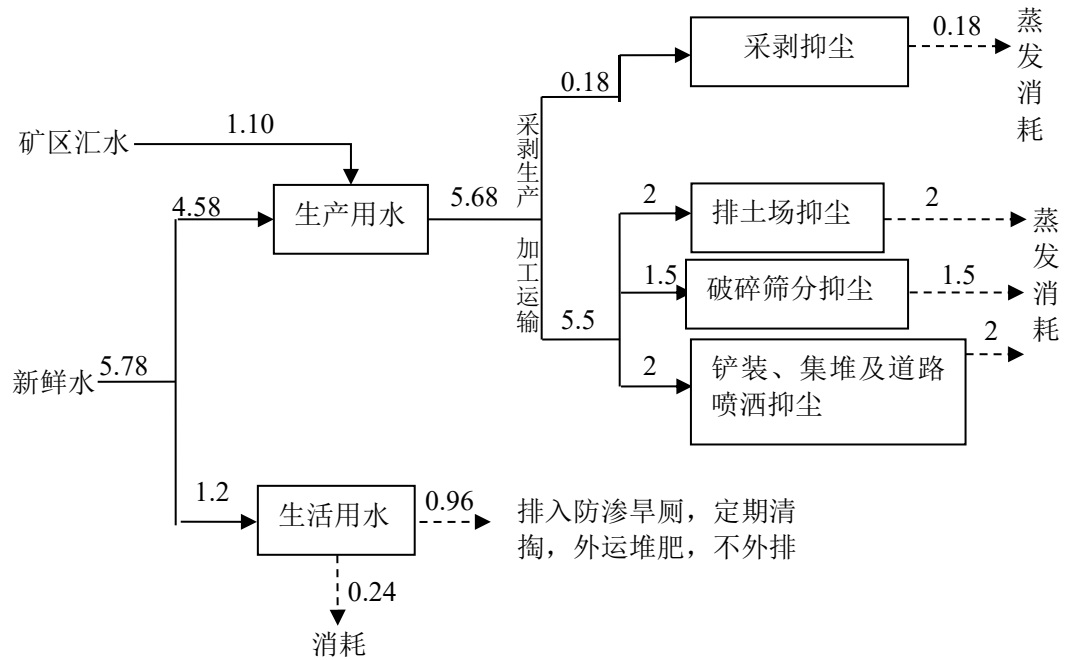 采剥抑尘
0.18
蒸发消耗
0.18
矿区汇水
1.10
采剥生产
4.58
生产用水
5.68
2
排土场抑尘
2
蒸发消耗
加工运输
1.5
破碎筛分抑尘
1.5
5.5
2
铲装、集堆及道路
喷洒抑尘
2
新鲜水
5.78
1.2
生活用水
0.96
排入防渗旱厕，定期清
掏，外运堆肥，不外排
0.24
消耗